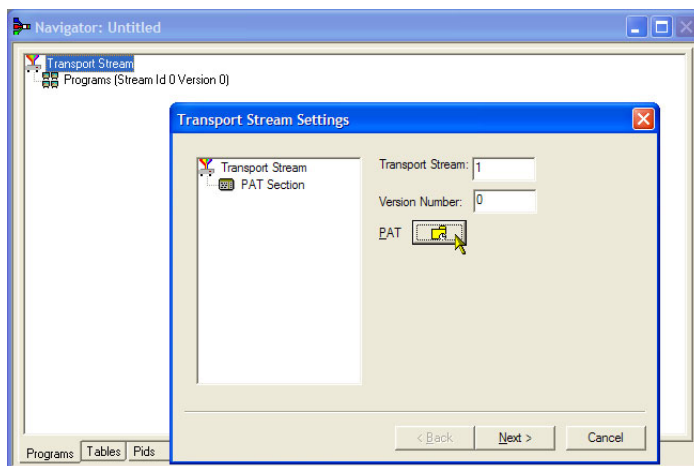 Navigator: Untitled
Transport Stream
Programs (Stream Id 0 Version 0)
Transport Stream Settings
Transport Stream
PAT Section
Transport Stream: 1
Version Number: 0
PAT
< Back Next > Cancel
Programs Tables Pids